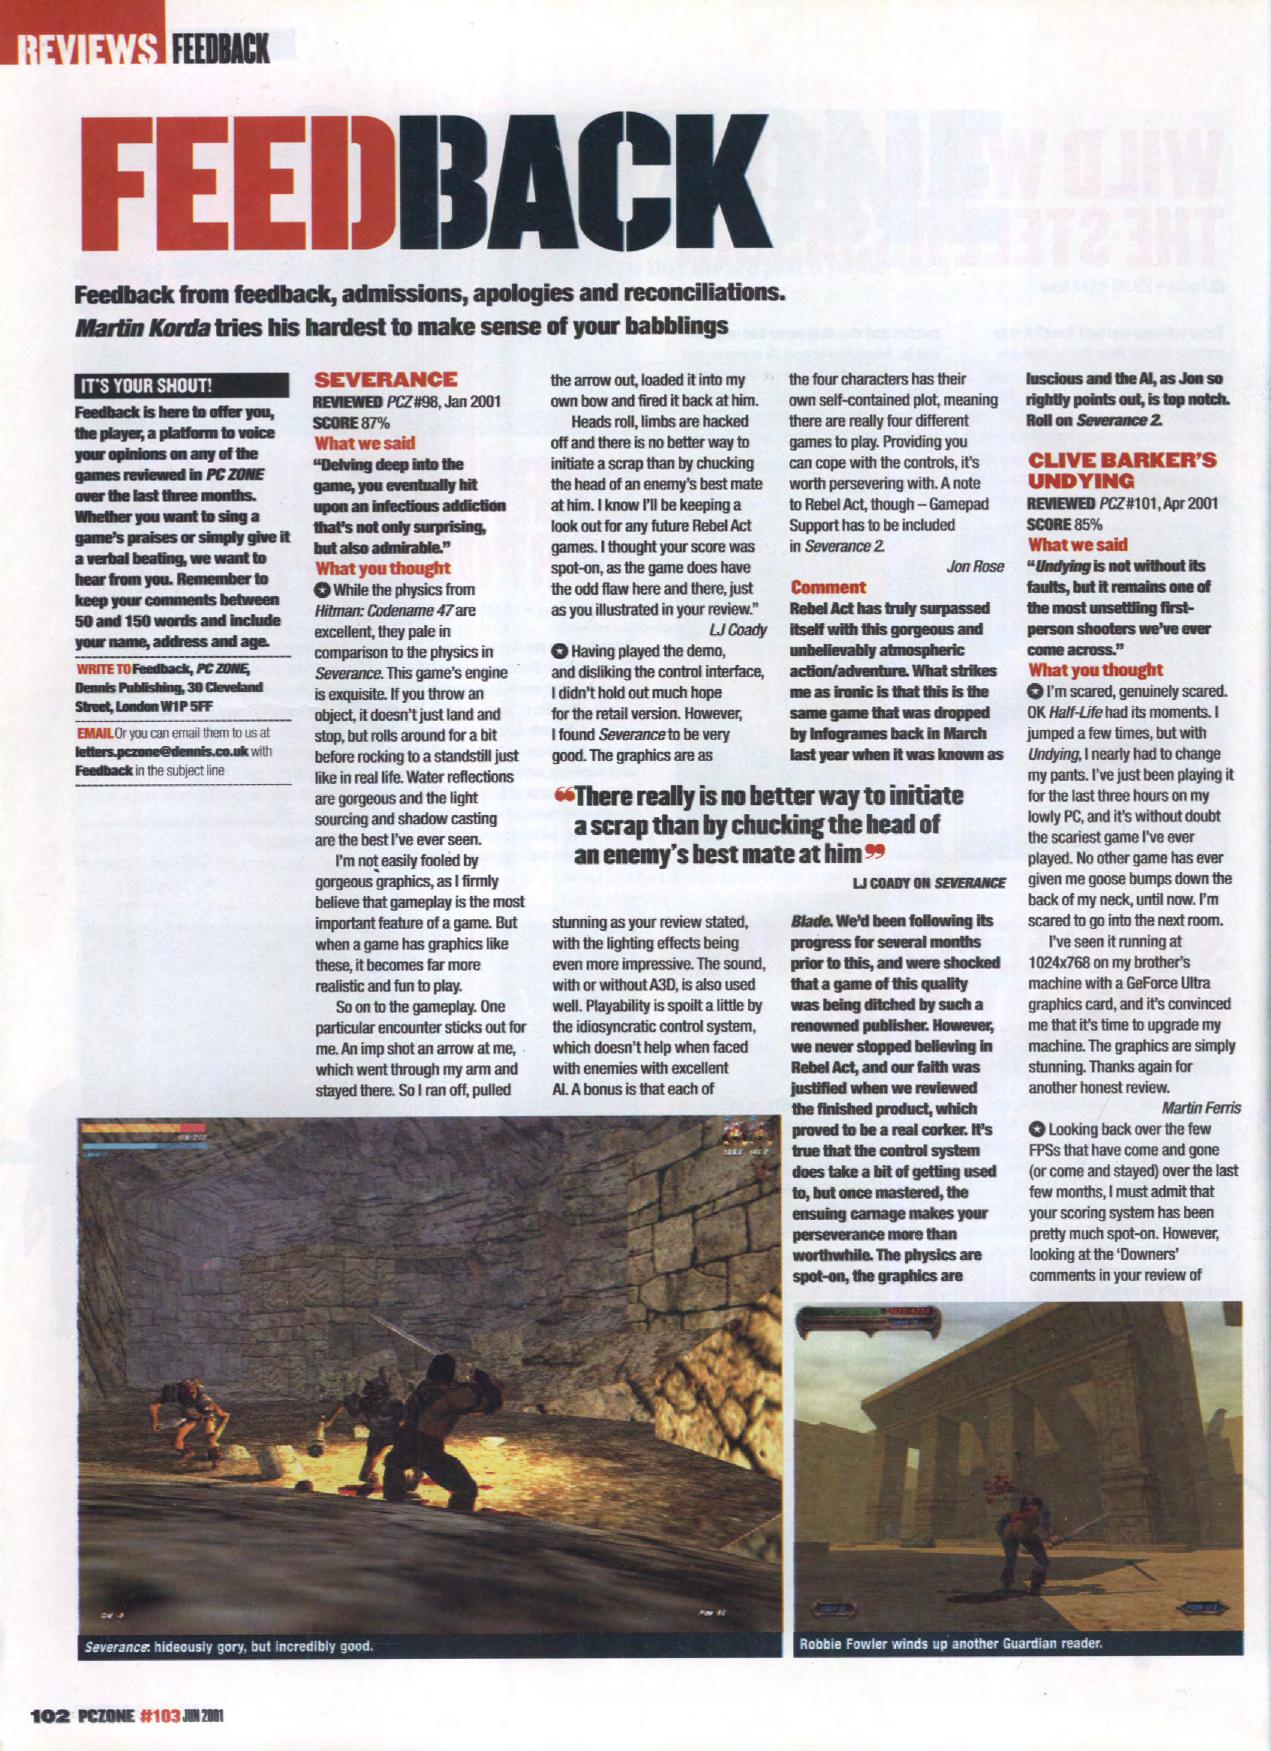 REVIEWS FEEDBACK
FEEDBACK
Feedback from feedback, admissions, apologies and reconciliations.
Martin Korda tries his hardest to make sense of your babblings
IT'S YOUR SHOUT!
Feedback is here to offer you,
the player, a platform to voice
your opinions on any of the
games reviewed in PC ZONE
over the last three months.
Whether you want to sing a
game's praises or simply give it
a verbal beating, we want to
hear from you. Remember to
keep your comments between
50 and 150 words and include
your name, address and age.
WRITE TO Feedback, PC ZONE,
Dennis Publishing, 30 Cleveland
Street, London W1P 5FF
EMAIL Or you can email them to us at
letters.pczone@dennis.co.uk with
Feedback in the subject line
SEVERANCE
REVIEWED PCZ #98, Jan 2001
SCORE 87%
What we said
"Delving deep into the
game, you eventually hit
upon an infectious addiction
that's not only surprising,
but also admirable."
What you thought
While the physics from
Hitman: Codename 47 are
excellent, they pale in
comparison to the physics in
Severance. This game's engine
is exquisite. If you throw an
object, it doesn't just land and
stop, but rolls around for a bit
before rocking to a standstill just
like in real life. Water reflections
are gorgeous and the light
sourcing and shadow casting
are the best I've ever seen.
I'm not easily fooled by
gorgeous graphics, as I firmly
believe that gameplay is the most
important feature of a game. But
when a game has graphics like
these, it becomes far more
realistic and fun to play.
So on to the gameplay. One
particular encounter sticks out for
me. An imp shot an arrow at me,
which went through my arm and
stayed there. So I ran off, pulled
the arrow out, loaded it into my
own bow and fired it back at him.
Heads roll, limbs are hacked
off and there is no better way to
initiate a scrap than by chucking
the head of an enemy's best mate
at him. I know I'll be keeping a
look out for any future Rebel Act
games. I thought your score was
spot-on, as the game does have
the odd flaw here and there, just
as you illustrated in your review."
LJ Coady
Having played the demo,
and disliking the control interface,
I didn't hold out much hope
for the retail version. However,
I found Severance to be very
good. The graphics are as
stunning as your review stated,
with the lighting effects being
even more impressive. The sound,
with or without A3D, is also used
well. Playability is spoilt a little by
the idiosyncratic control system,
which doesn't help when faced
with enemies with excellent
AI. A bonus is that each of
the four characters has their
own self-contained plot, meaning
there are really four different
games to play. Providing you
can cope with the controls, it's
worth persevering with. A note
to Rebel Act, though – Gamepad
Support has to be included
in Severance 2.
Jon Rose
Comment
Rebel Act has truly surpassed
itself with this gorgeous and
unbelievably atmospheric
action/adventure. What strikes
me as ironic is that this is the
same game that was dropped
by Infogrames back in March
last year when it was known as
"There really is no better way to initiate
a scrap than by chucking the head of
an enemy's best mate at him"
LJ COADY ON SEVERANCE
Blade. We'd been following its
progress for several months
prior to this, and were shocked
that a game of this quality
was being ditched by such a
renowned publisher. However,
we never stopped believing in
Rebel Act, and our faith was
justified when we reviewed
the finished product, which
proved to be a real corker. It's
true that the control system
does take a bit of getting used
to, but once mastered, the
ensuing carnage makes your
perseverance more than
worthwhile. The physics are
spot-on, the graphics are
luscious and the AI, as Jon so
rightly points out, is top notch.
Roll on Severance 2.
CLIVE BARKER'S
UNDYING
REVIEWED PCZ #101, Apr 2001
SCORE 85%
What we said
"Undying is not without its
faults, but it remains one of
the most unsettling first-
person shooters we've ever
come across."
What you thought
I'm scared, genuinely scared.
OK Half-Life had its moments. I
jumped a few times, but with
Undying, I nearly had to change
my pants. I've just been playing it
for the last three hours on my
lowly PC, and it's without doubt
the scariest game I've ever
played. No other game has ever
given me goose bumps down the
back of my neck, until now. I'm
scared to go into the next room.
I've seen it running at
1024x768 on my brother's
machine with a GeForce Ultra
graphics card, and it's convinced
me that it's time to upgrade my
machine. The graphics are simply
stunning. Thanks again for
another honest review.
Martin Ferris
Looking back over the few
FPSs that have come and gone
(or come and stayed) over the last
few months, I must admit that
your scoring system has been
pretty much spot-on. However,
looking at the 'Downers'
comments in your review of
Severance: hideously gory, but incredibly good.
Robbie Fowler winds up another Guardian reader.
102 PCZONE #103 JUN 2001